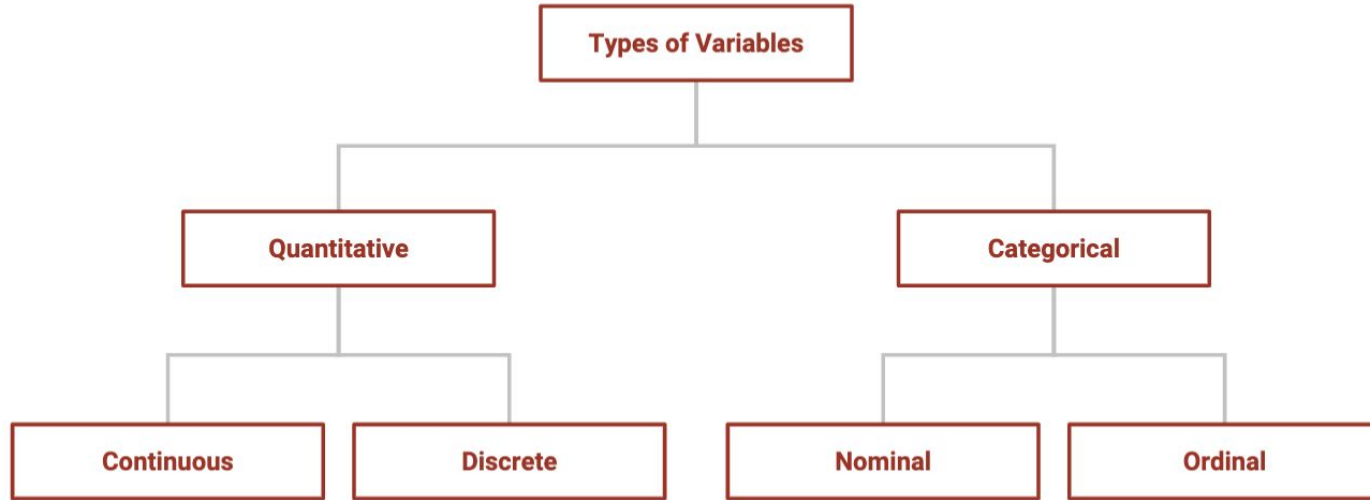 Types of Variables
Quantitative
Categorical
Continuous
Discrete
Nominal
Ordinal